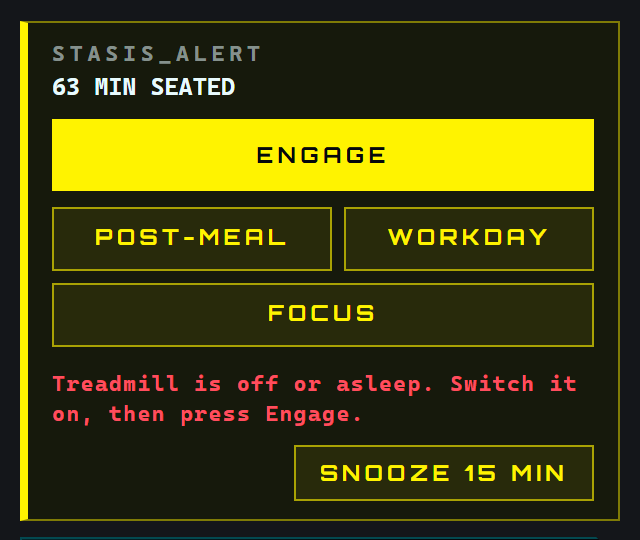 STASIS_ALERT
63 MIN SEATED
ENGAGE
POST-MEAL
WORKDAY
FOCUS
Treadmill is off or asleep. Switch it
on, then press Engage.
SNOOZE 15 MIN